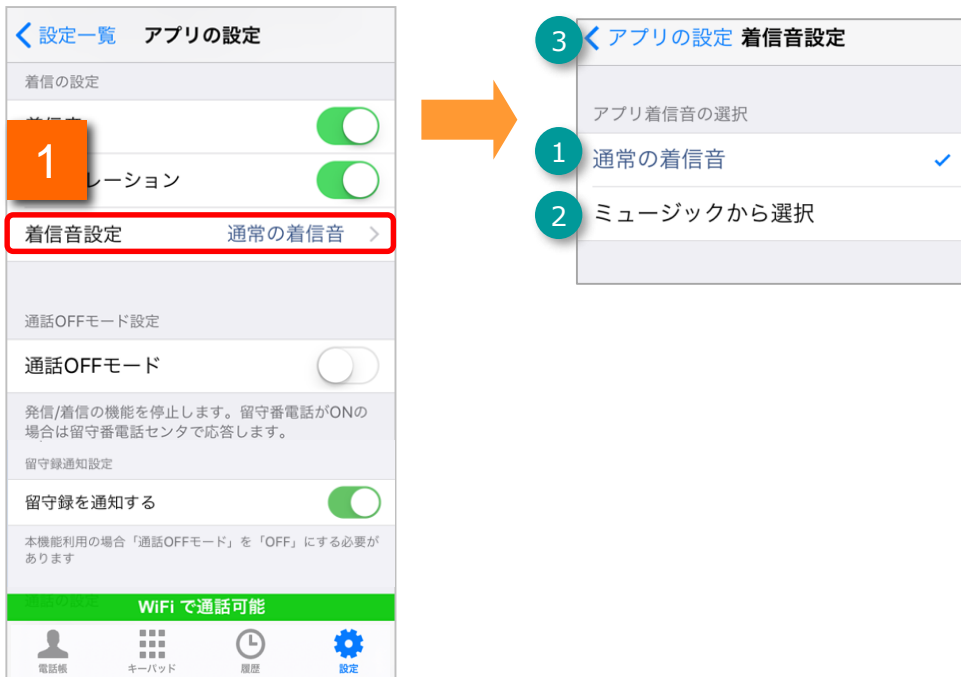 設定一覧 アプリの設定
着信の設定
1
レーション
着信音設定 通常の着信音
通話OFFモード設定
通話OFFモード
発信/着信の機能を停止します。留守番電話がONの
場合は留守番電話センタで応答します。
留守録通知設定
留守録を通知する
本機能利用の場合「通話OFFモード」を「OFF」にする必要が
あります
通話の設定
WiFi で通話可能
電話帳 キーパッド 履歴 設定
3 アプリの設定 着信音設定
アプリ着信音の選択
1 通常の着信音
2 ミュージックから選択